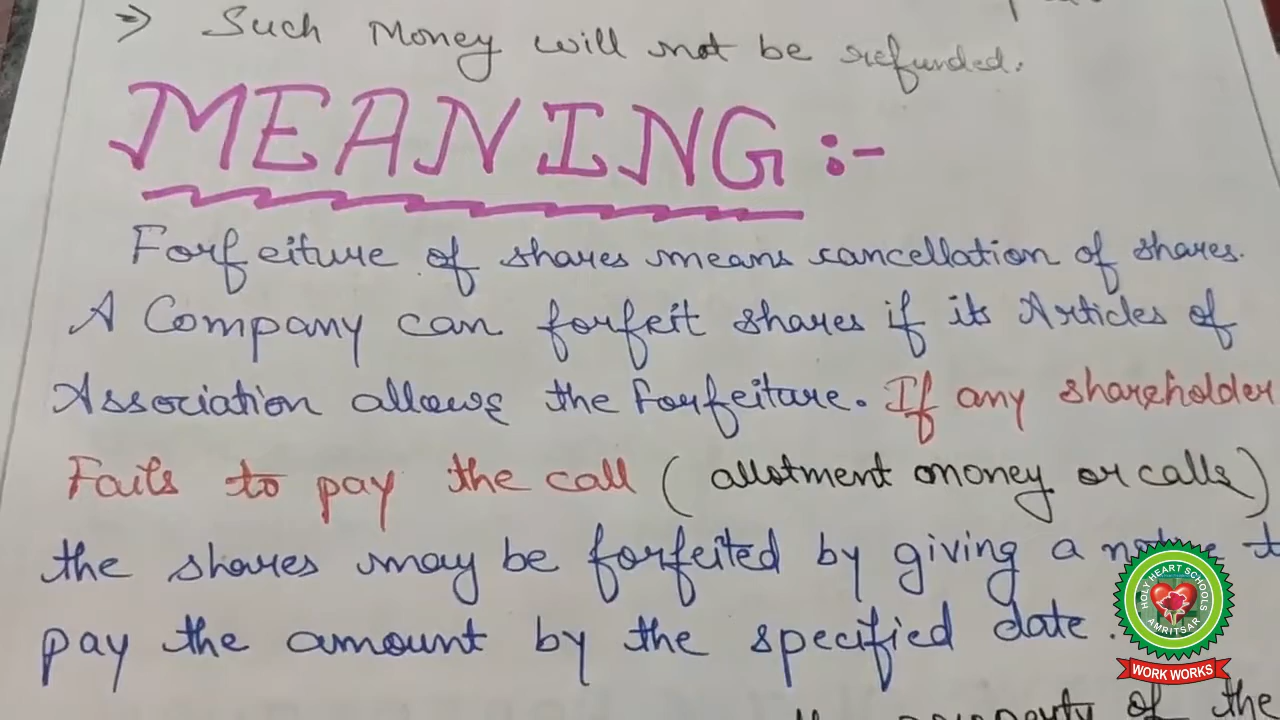 ⇒ Such Money will not be refunded.
MEANING :-
Forfeiture of shares means cancellation of shares.
A Company can forfeit shares if its Articles of
Association allows the Forfeiture. If any shareholder
Fails to pay the call ( allotment money or calls)
the shares may be forfeited by giving a
pay the amount by the specified date.
of the
HOLY HEART SCHOOLS
AMRITSAR
WORK WORKS